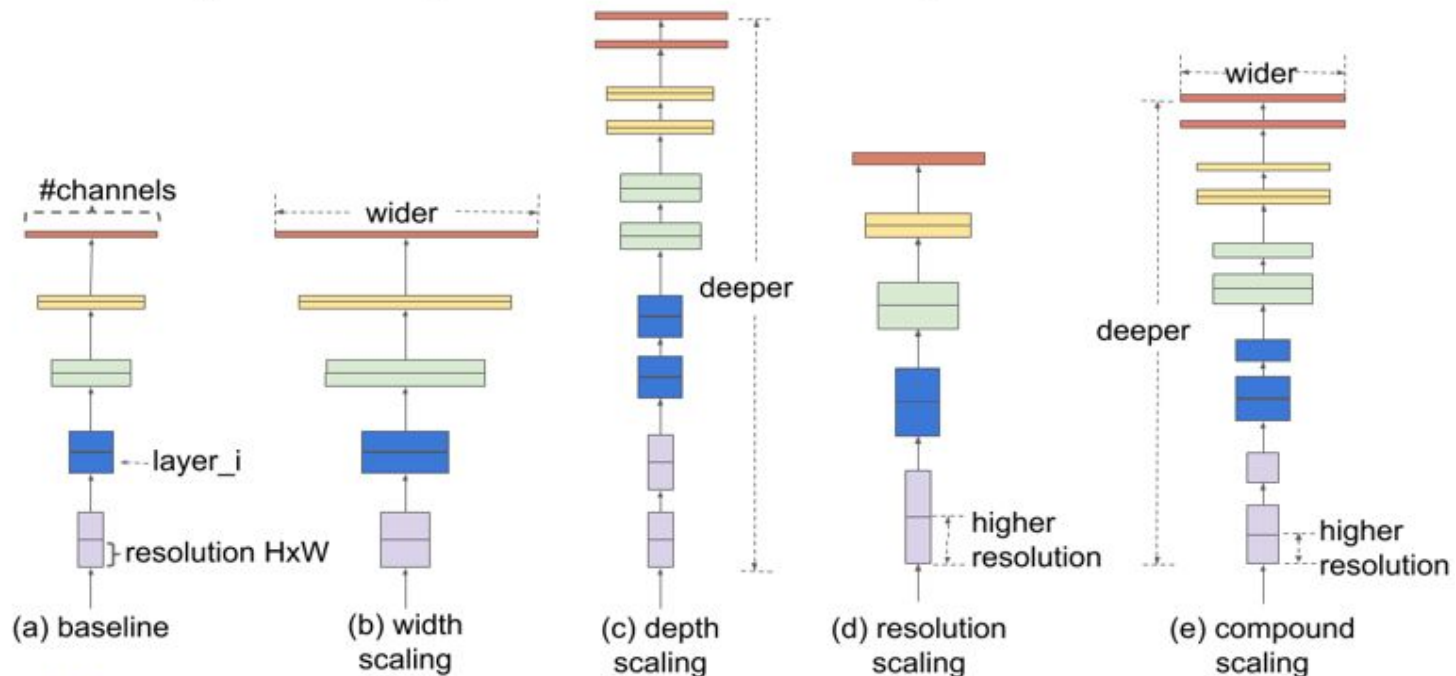 #channels
layer_i
resolution HxW
(a) baseline
wider
(b) width
scaling
deeper
(c) depth
scaling
higher
resolution
(d) resolution
scaling
wider
deeper
higher
resolution
(e) compound
scaling